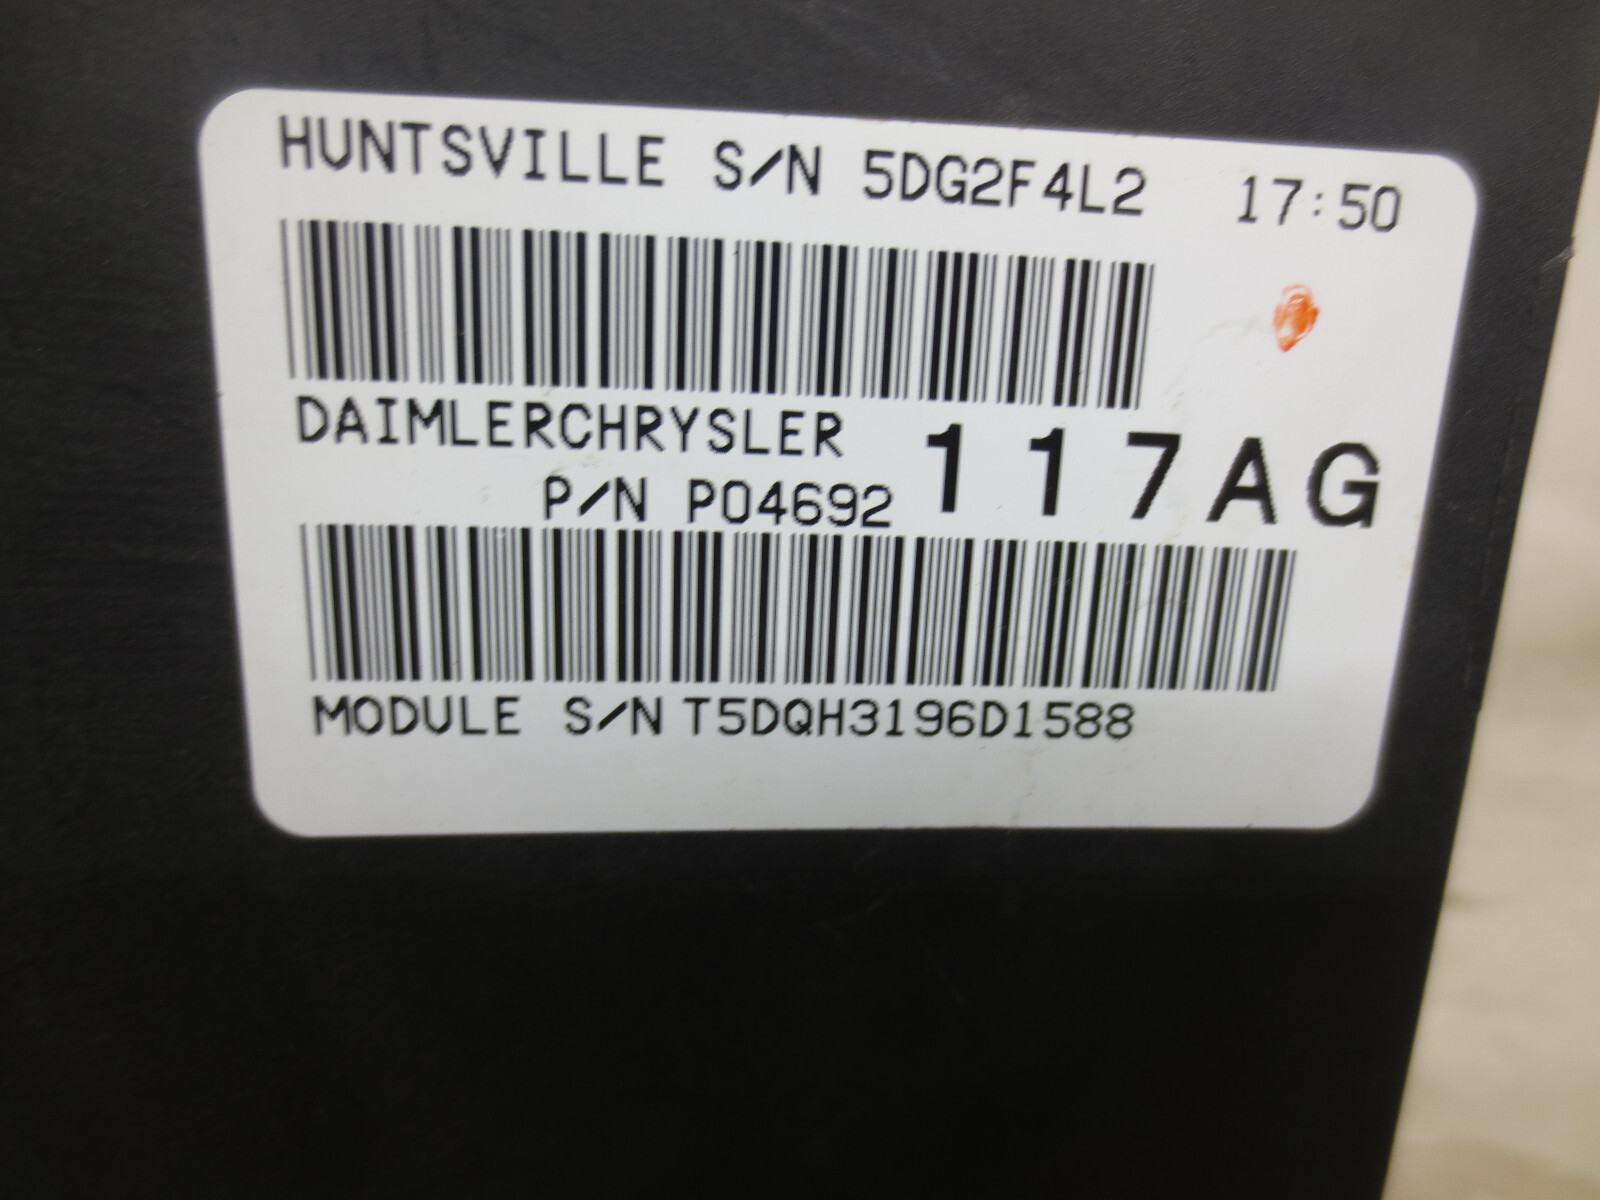 HUNTSVILLE S/N 5DG2F4L2 17:50
DAIMLERCHRYSLER
P/N P04692 117AG
MODULE S/N T5DQH3196D1588